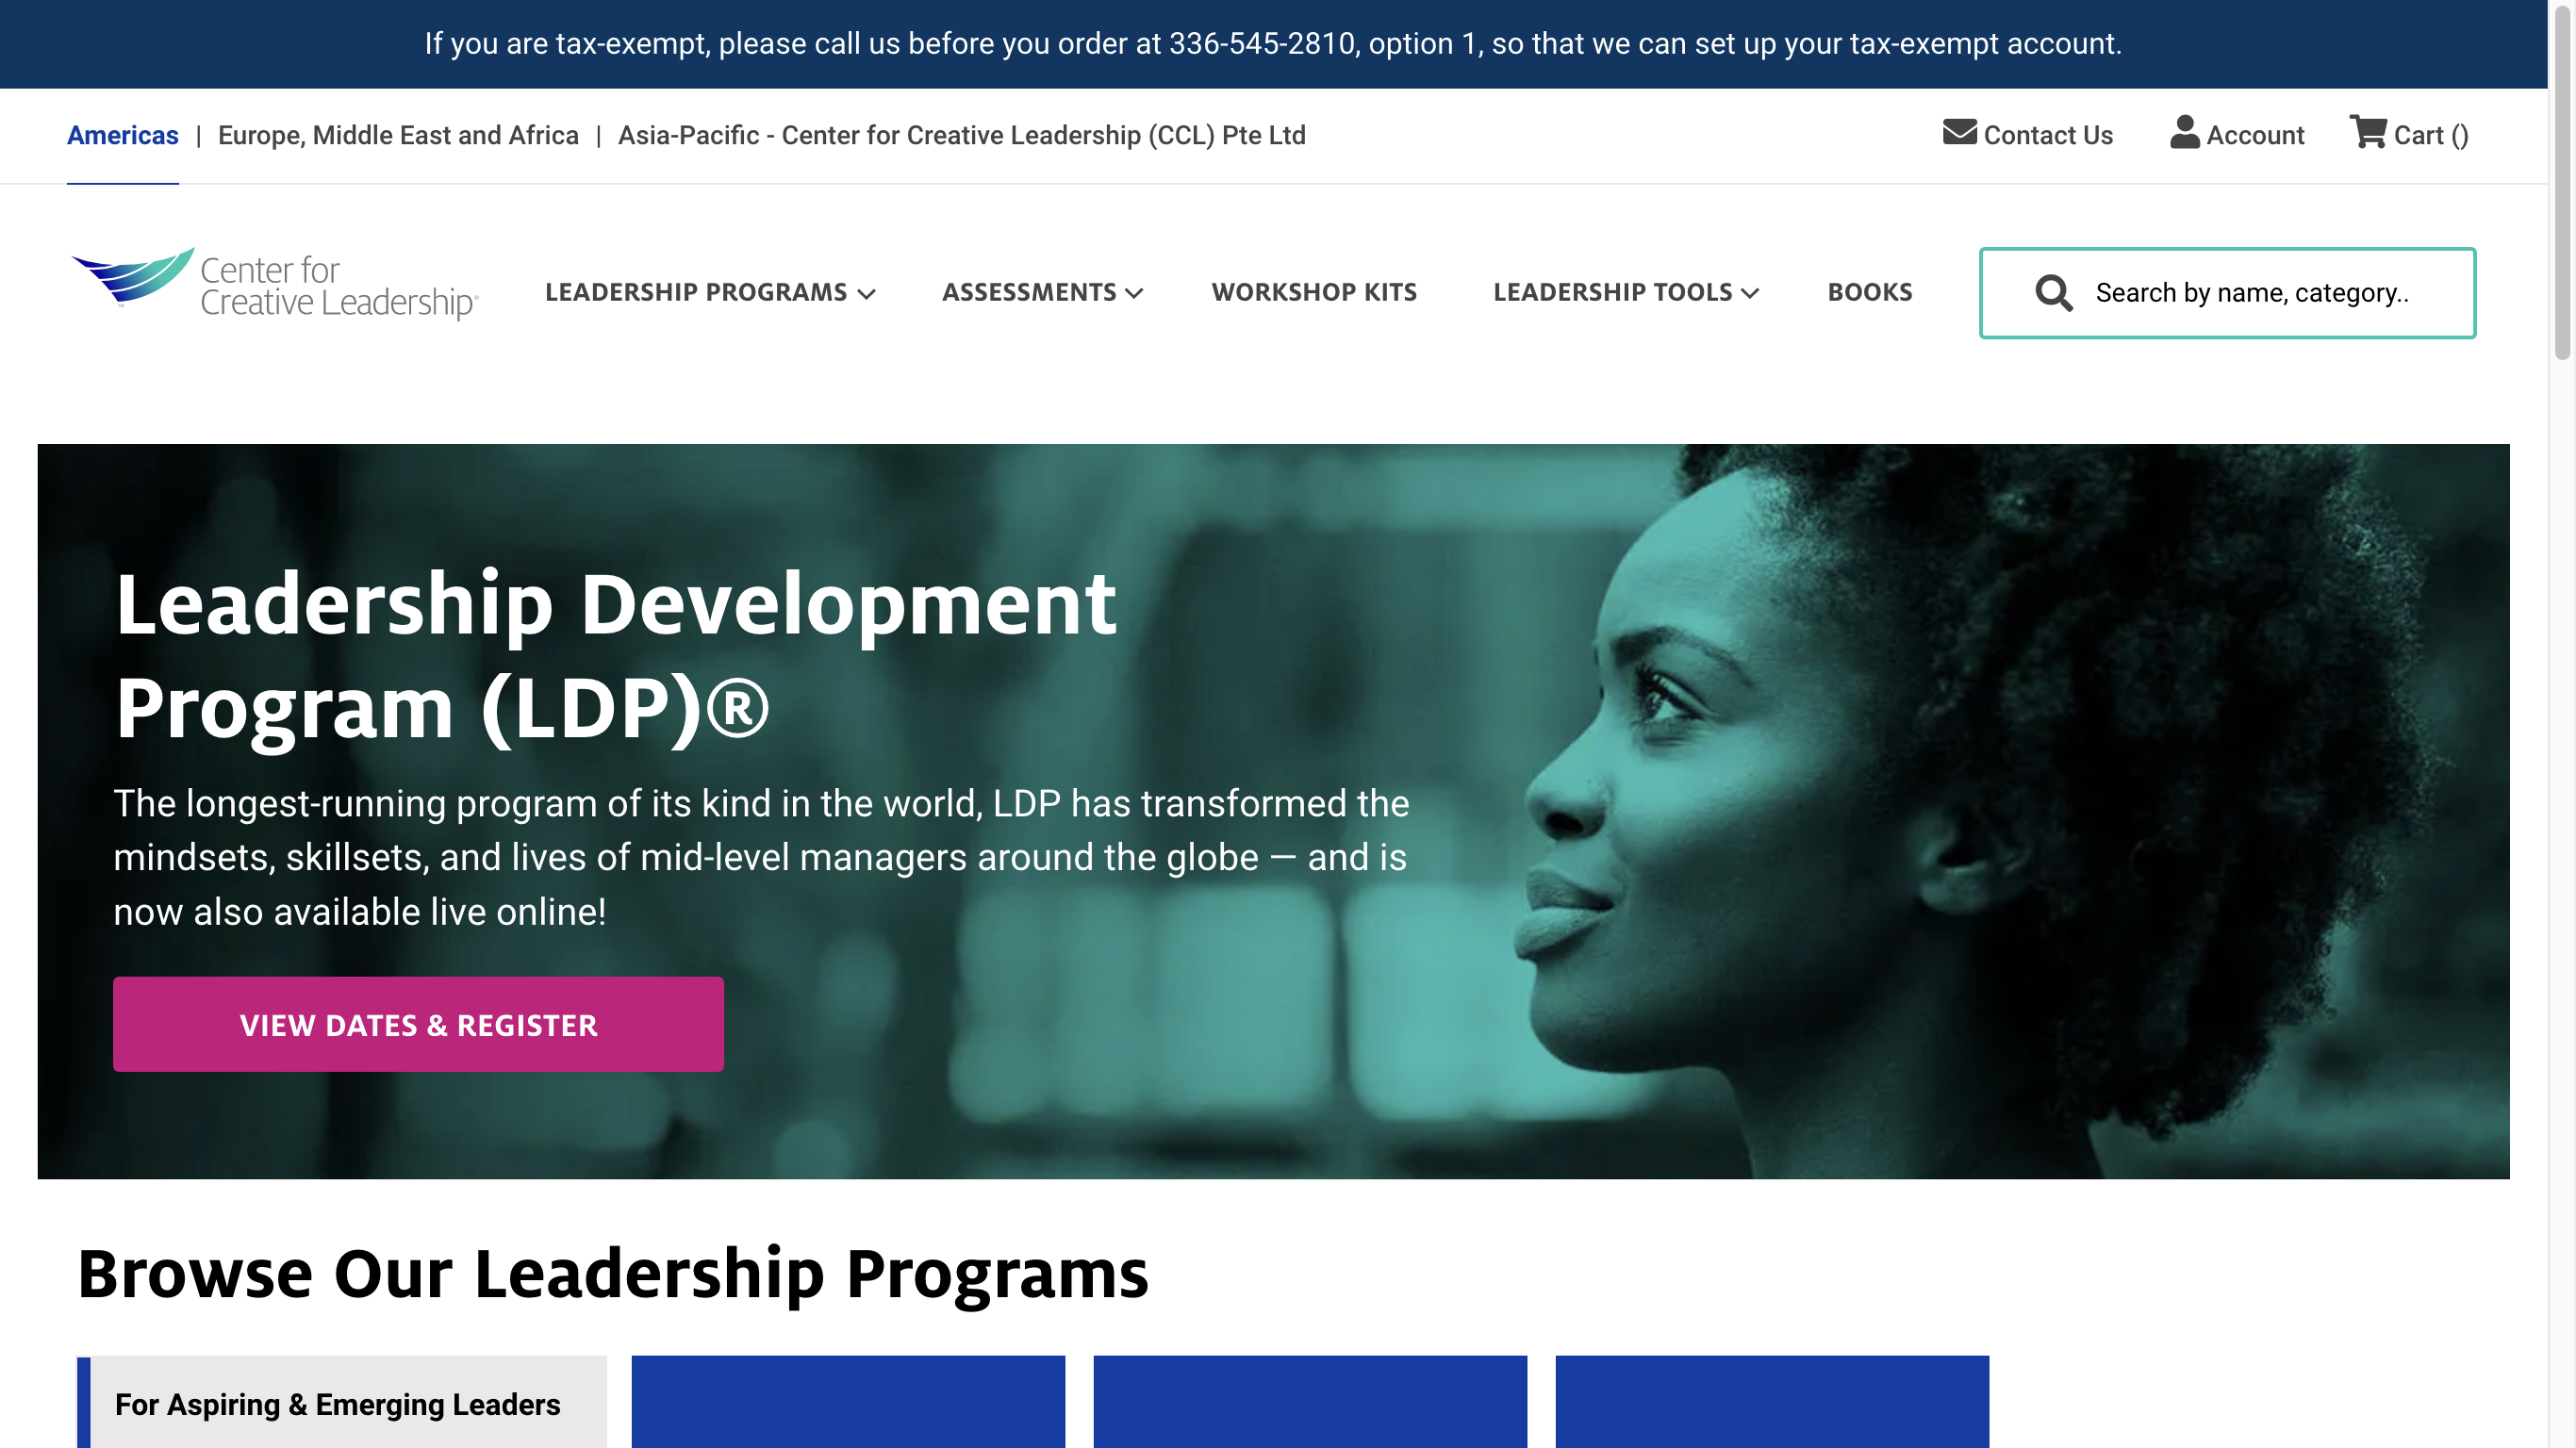 If you are tax-exempt, please call us before you order at 336-545-2810, option 1, so that we can set up your tax-exempt account.
Americas | Europe, Middle East and Africa | Asia-Pacific - Center for Creative Leadership (CCL) Pte Ltd
Contact Us Account Cart ()
Center for
Creative Leadership®
LEADERSHIP PROGRAMS ASSESSMENTS WORKSHOP KITS LEADERSHIP TOOLS BOOKS
Search by name, category..
Leadership Development
Program (LDP)®
The longest-running program of its kind in the world, LDP has transformed the
mindsets, skillsets, and lives of mid-level managers around the globe — and is
now also available live online!
VIEW DATES & REGISTER
Browse Our Leadership Programs
For Aspiring & Emerging Leaders